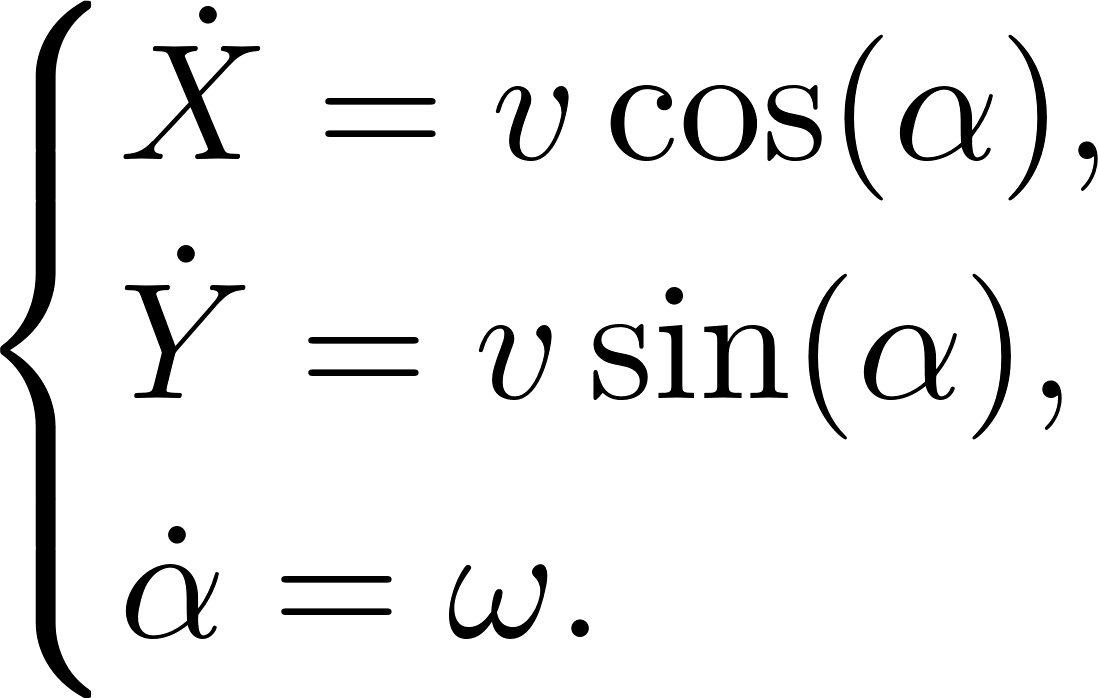 Ẋ = v cos(α),
Ẏ = v sin(α),
α̇ = ω.